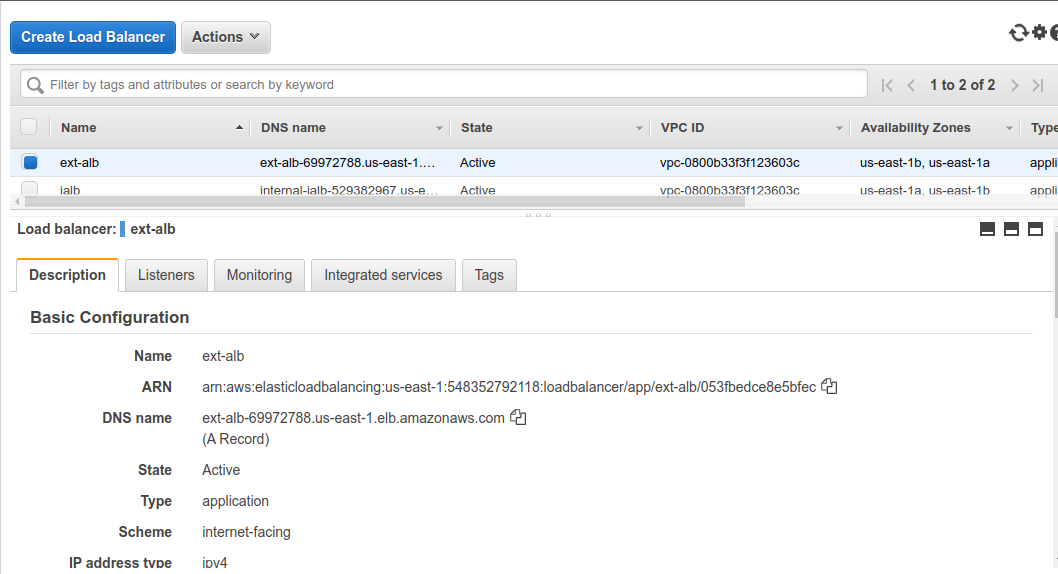 Create Load Balancer Actions
Filter by tags and attributes or search by keyword 1 to 2 of 2
Name DNS name State VPC ID Availability Zones Type
ext-alb ext-alb-69972788.us-east-1.... Active vpc-0800b33f3f123603c us-east-1b, us-east-1a appli
ialb internal-ialb-529382967.us-e... Active vpc-0800b33f3f123603c us-east-1a, us-east-1b appli
Load balancer: ext-alb
Description Listeners Monitoring Integrated services Tags
Basic Configuration
Name ext-alb
ARN arn:aws:elasticloadbalancing:us-east-1:548352792118:loadbalancer/app/ext-alb/053fbedce8e5bfec
DNS name ext-alb-69972788.us-east-1.elb.amazonaws.com
(A Record)
State Active
Type application
Scheme internet-facing
IP address type ipv4